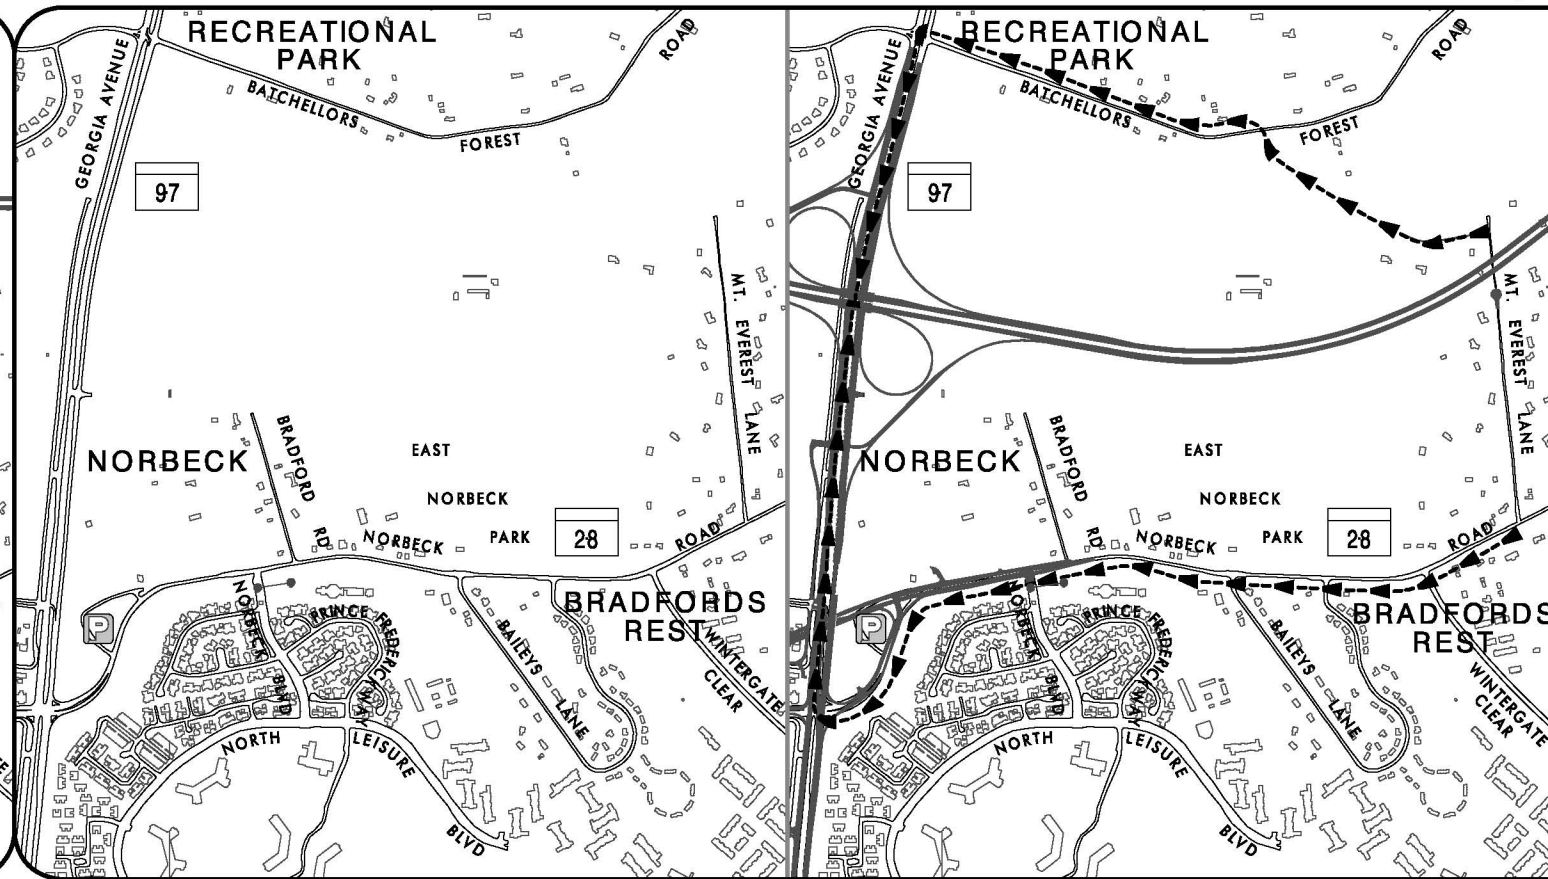 RECREATIONAL
PARK
ROAD
GEORGIA AVENUE
BATCHELLORS
FOREST
97
MT. EVEREST LANE
NORBECK
BRADFORD RD
EAST
NORBECK
PARK
28
NORBECK
ROAD
P
NORBECK BLVD
PRINCE FREDERICK WAY
BRADFORDS
REST
BAILEYS LANE
WINTERGATE
CLEAR
NORTH LEISURE BLVD
RECREATIONAL
PARK
ROAD
GEORGIA AVENUE
BATCHELLORS
FOREST
97
MT. EVEREST LANE
NORBECK
BRADFORD RD
EAST
NORBECK
PARK
28
NORBECK
ROAD
P
NORBECK BLVD
PRINCE FREDERICK WAY
BRADFORDS
REST
BAILEYS LANE
WINTERGATE
CLEAR
NORTH LEISURE BLVD